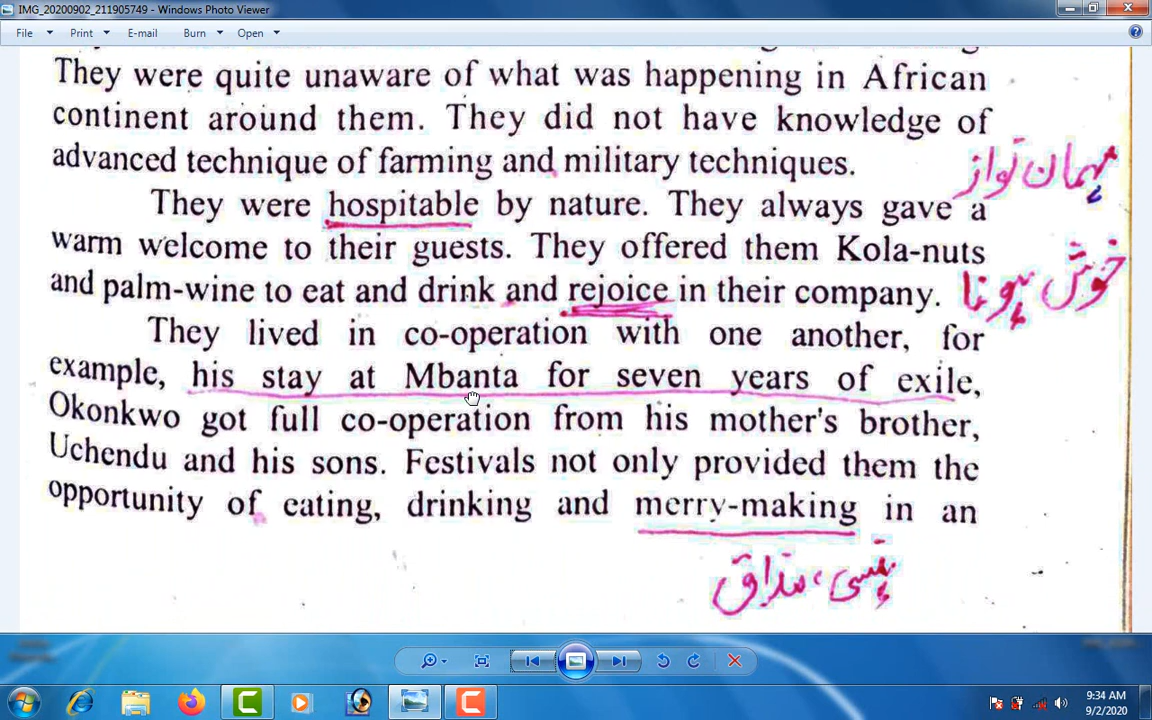 IMG_20200902_211905749 - Windows Photo Viewer
File Print E-mail Burn Open
They were quite unaware of what was happening in African
continent around them. They did not have knowledge of
advanced technique of farming and military techniques.
مہمان نواز
They were hospitable by nature. They always gave a
warm welcome to their guests. They offered them Kola-nuts
and palm-wine to eat and drink and rejoice in their company.
خوش ہونا
They lived in co-operation with one another, for
example, his stay at Mbanta for seven years of exile,
Okonkwo got full co-operation from his mother's brother,
Uchendu and his sons. Festivals not only provided them the
opportunity of eating, drinking and merry-making in an
ہنسی، مذاق
9:34 AM
9/2/2020